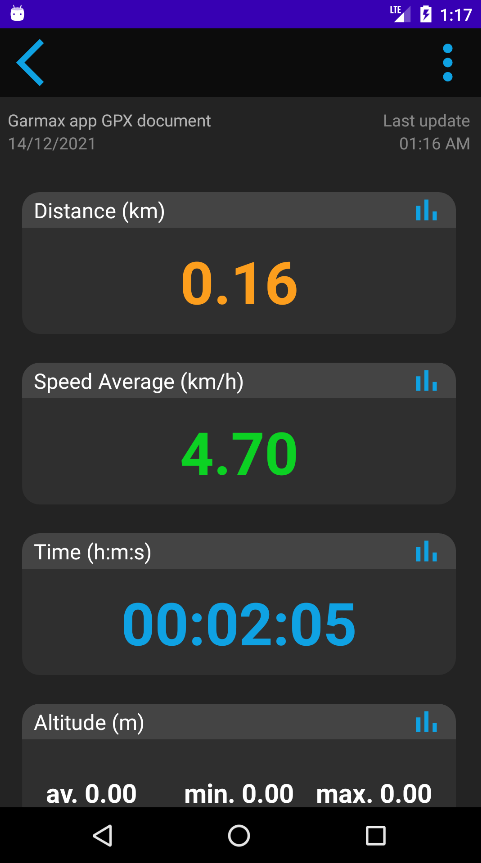 LTE 1:17
Garmax app GPX document Last update
14/12/2021 01:16 AM
Distance (km)
0.16
Speed Average (km/h)
4.70
Time (h:m:s)
00:02:05
Altitude (m)
av. 0.00 min. 0.00 max. 0.00